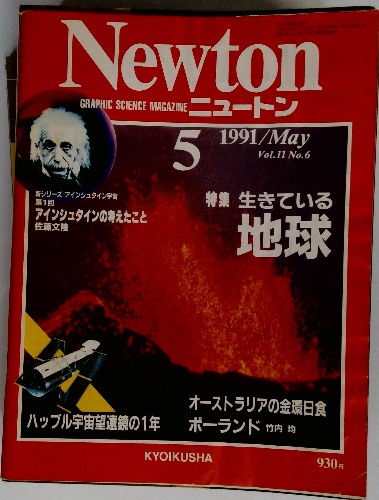 Newton
GRAPHIC SCIENCE MAGAZINE ニュートン
5
1991/May
Vol.11 No.6
新シリーズ アインシュタイン宇宙
第1回
アインシュタインの考えたこと
佐藤文隆
特集 生きている
地球
オーストラリアの金環日食
ハッブル宇宙望遠鏡の1年
ポーランド 竹内 均
KYOIKUSHA
930円